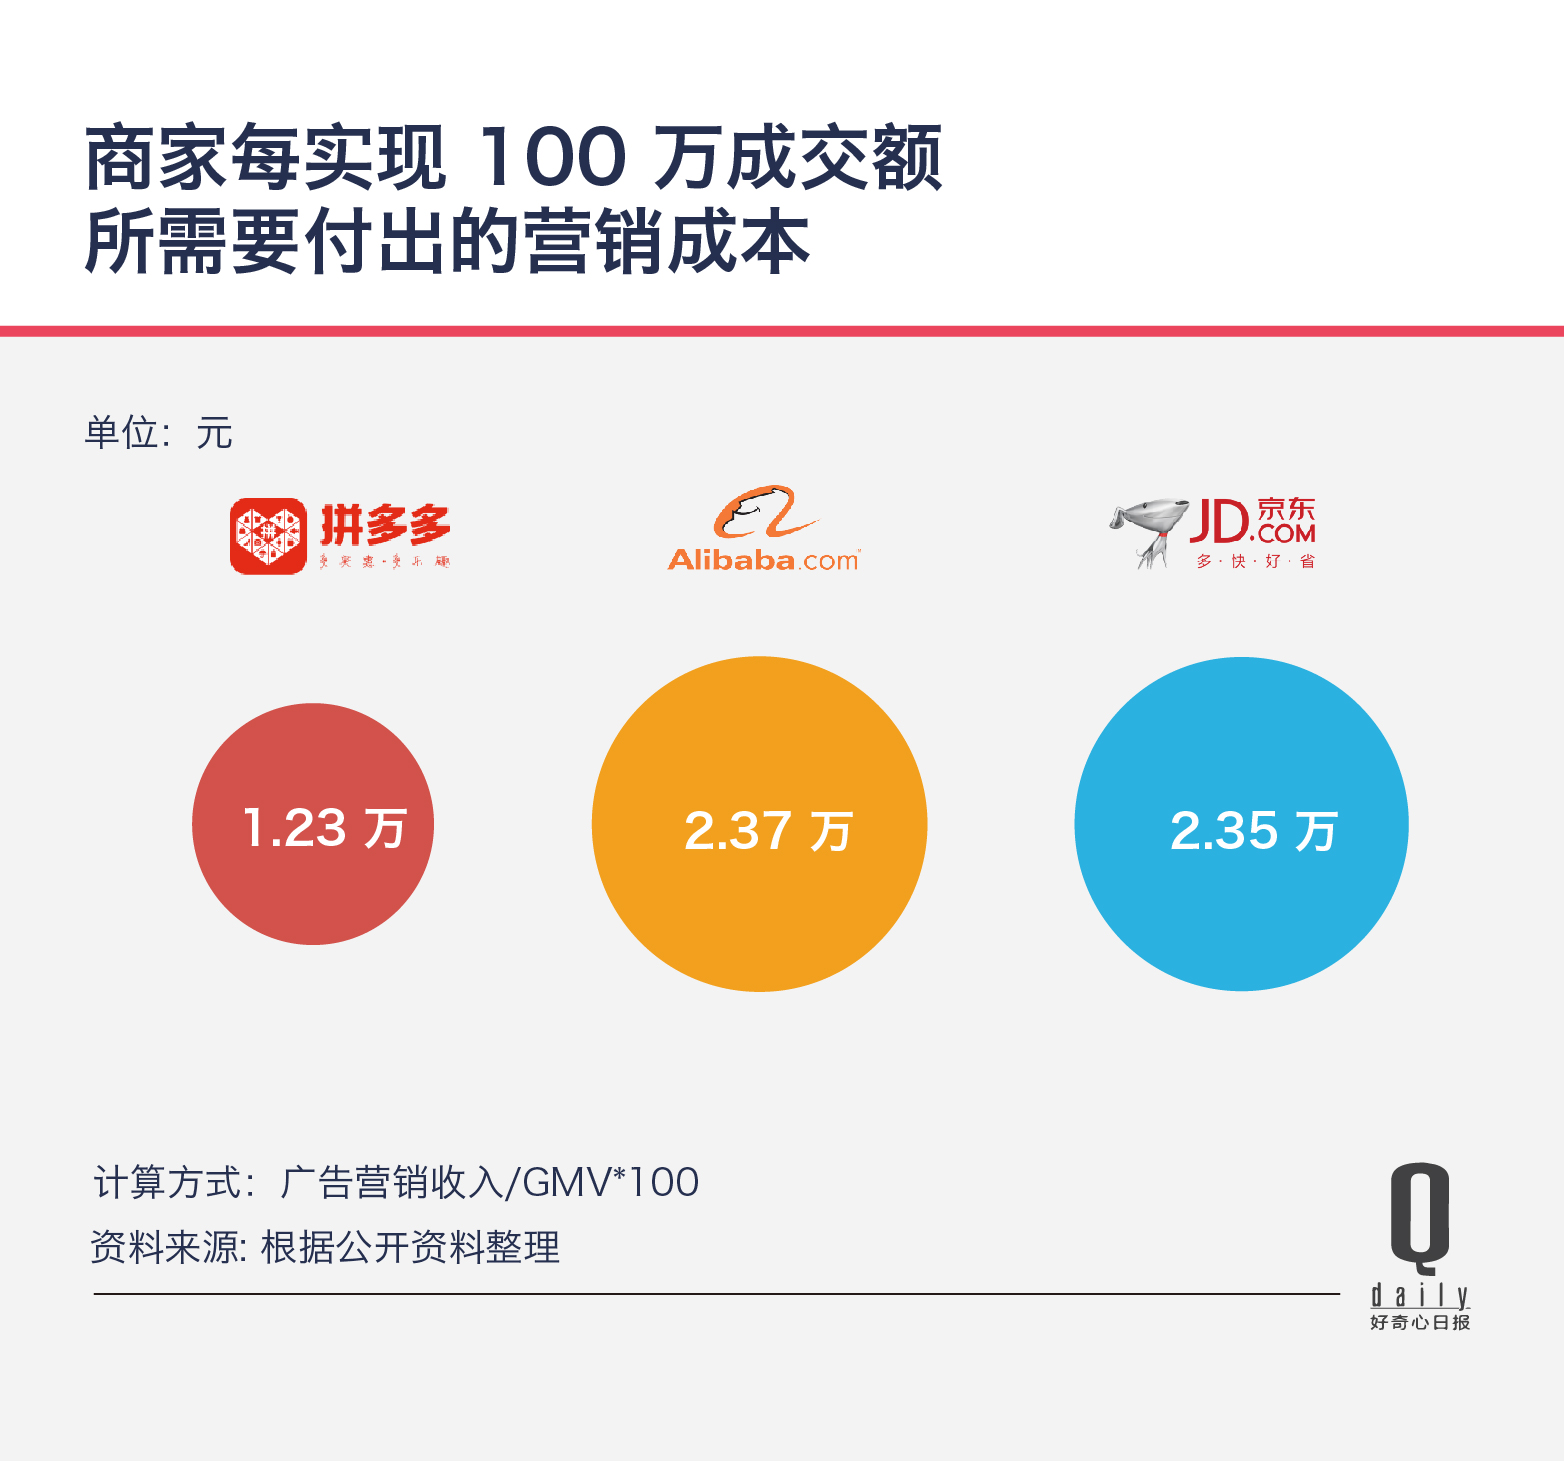 商家每实现 100 万成交额
所需要付出的营销成本
单位：元
拼
拼多多
Alibaba.com
JD.京东
.COM
多·快·好·省
1.23 万
2.37 万
2.35 万
计算方式：广告营销收入/GMV*100
资料来源: 根据公开资料整理
Q
daily
好奇心日报